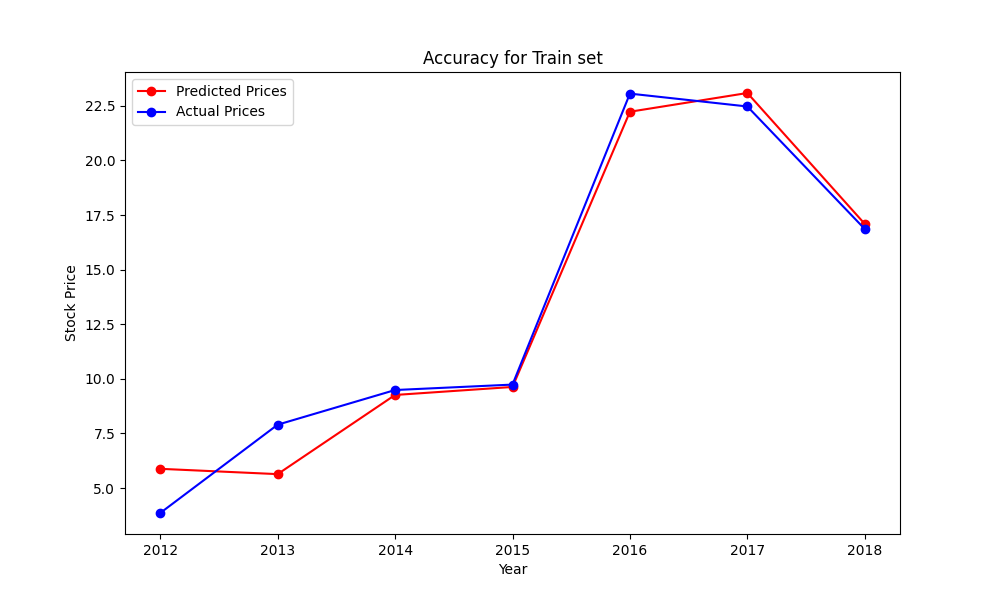 Accuracy for Train set
Predicted Prices
Actual Prices
Stock Price
22.5
20.0
17.5
15.0
12.5
10.0
7.5
5.0
2012 2013 2014 2015 2016 2017 2018
Year